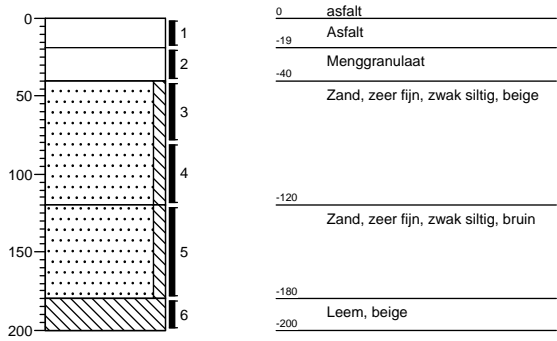 0
50
100
150
200
1
2
3
4
5
6
0 asfalt
-19 Asfalt
-40 Menggranulaat
Zand, zeer fijn, zwak siltig, beige
-120
Zand, zeer fijn, zwak siltig, bruin
-180
Leem, beige
-200